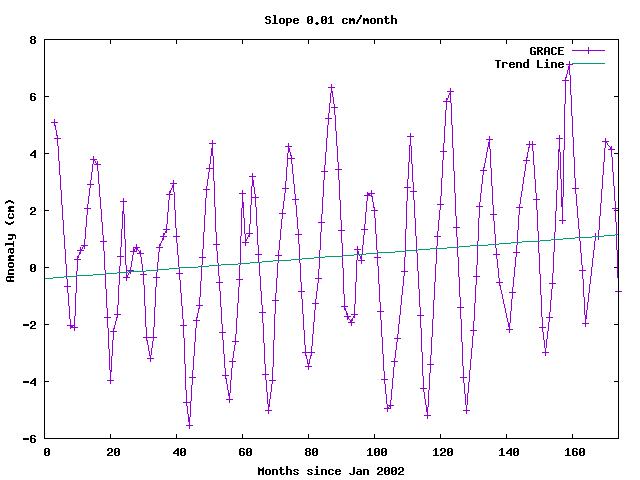 Slope 0.01 cm/month
GRACE
Trend Line
8
6
4
2
0
-2
-4
-6
Anomaly (cm)
0 20 40 60 80 100 120 140 160
Months since Jan 2002